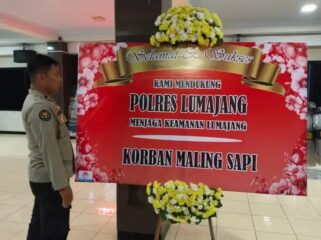 Selamat & Sukses
KAMI MENDUKUNG
POLRES LUMAJANG
MENJAGA KEAMANAN LUMAJANG
KORBAN MALING SAPI